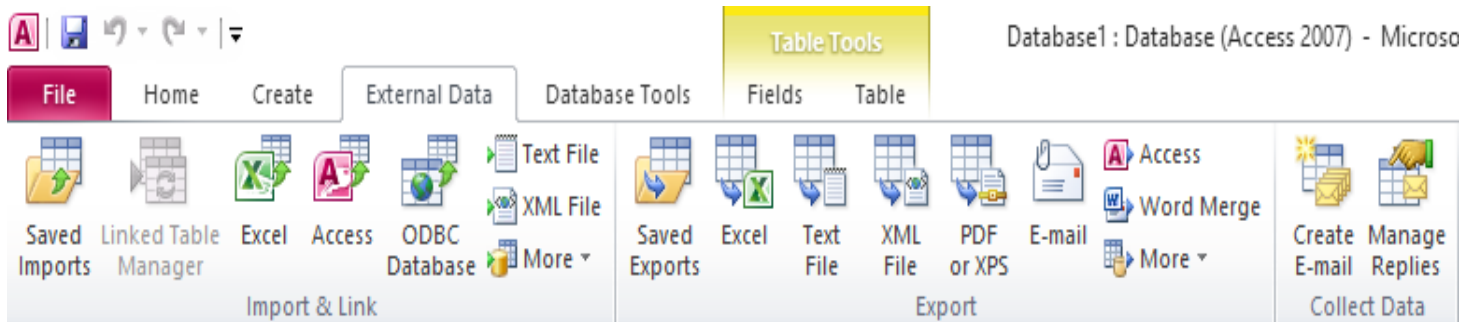 Table Tools
Database1 : Database (Access 2007) - Microso
File Home Create External Data Database Tools Fields Table
Saved Imports
Linked Table Manager
Excel
Access
ODBC Database
Text File
XML File
More
Import & Link
Saved Exports
Excel
Text File
XML File
PDF or XPS
E-mail
Access
Word Merge
More
Export
Create E-mail
Manage Replies
Collect Data